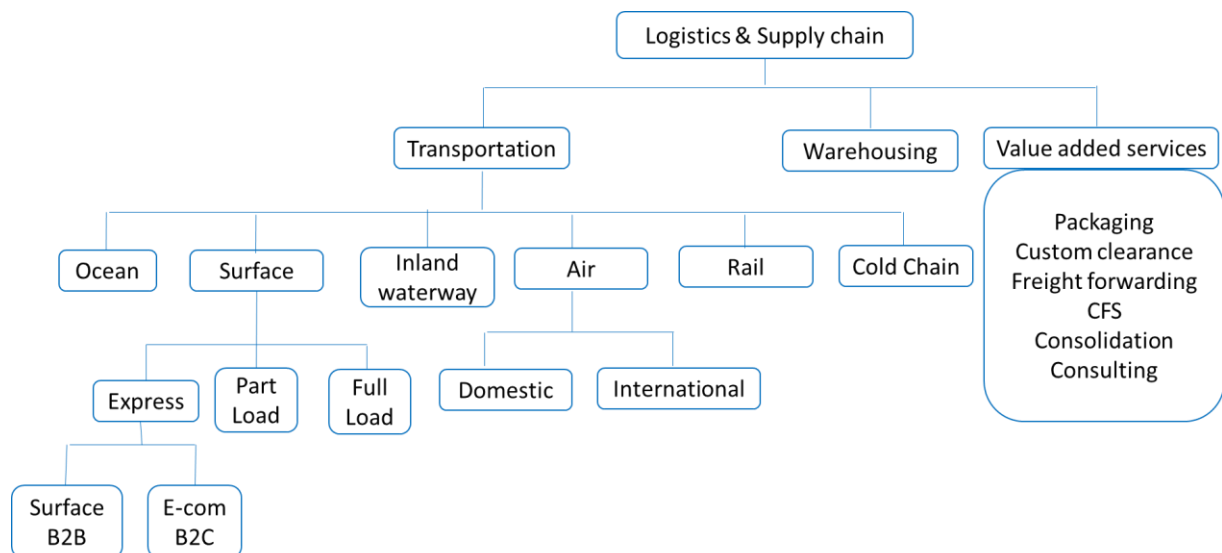 Logistics & Supply chain
Transportation
Warehousing
Value added services
Packaging
Custom clearance
Freight forwarding
CFS
Consolidation
Consulting
Ocean
Surface
Inland
waterway
Air
Rail
Cold Chain
Express
Part
Load
Full
Load
Domestic
International
Surface
B2B
E-com
B2C